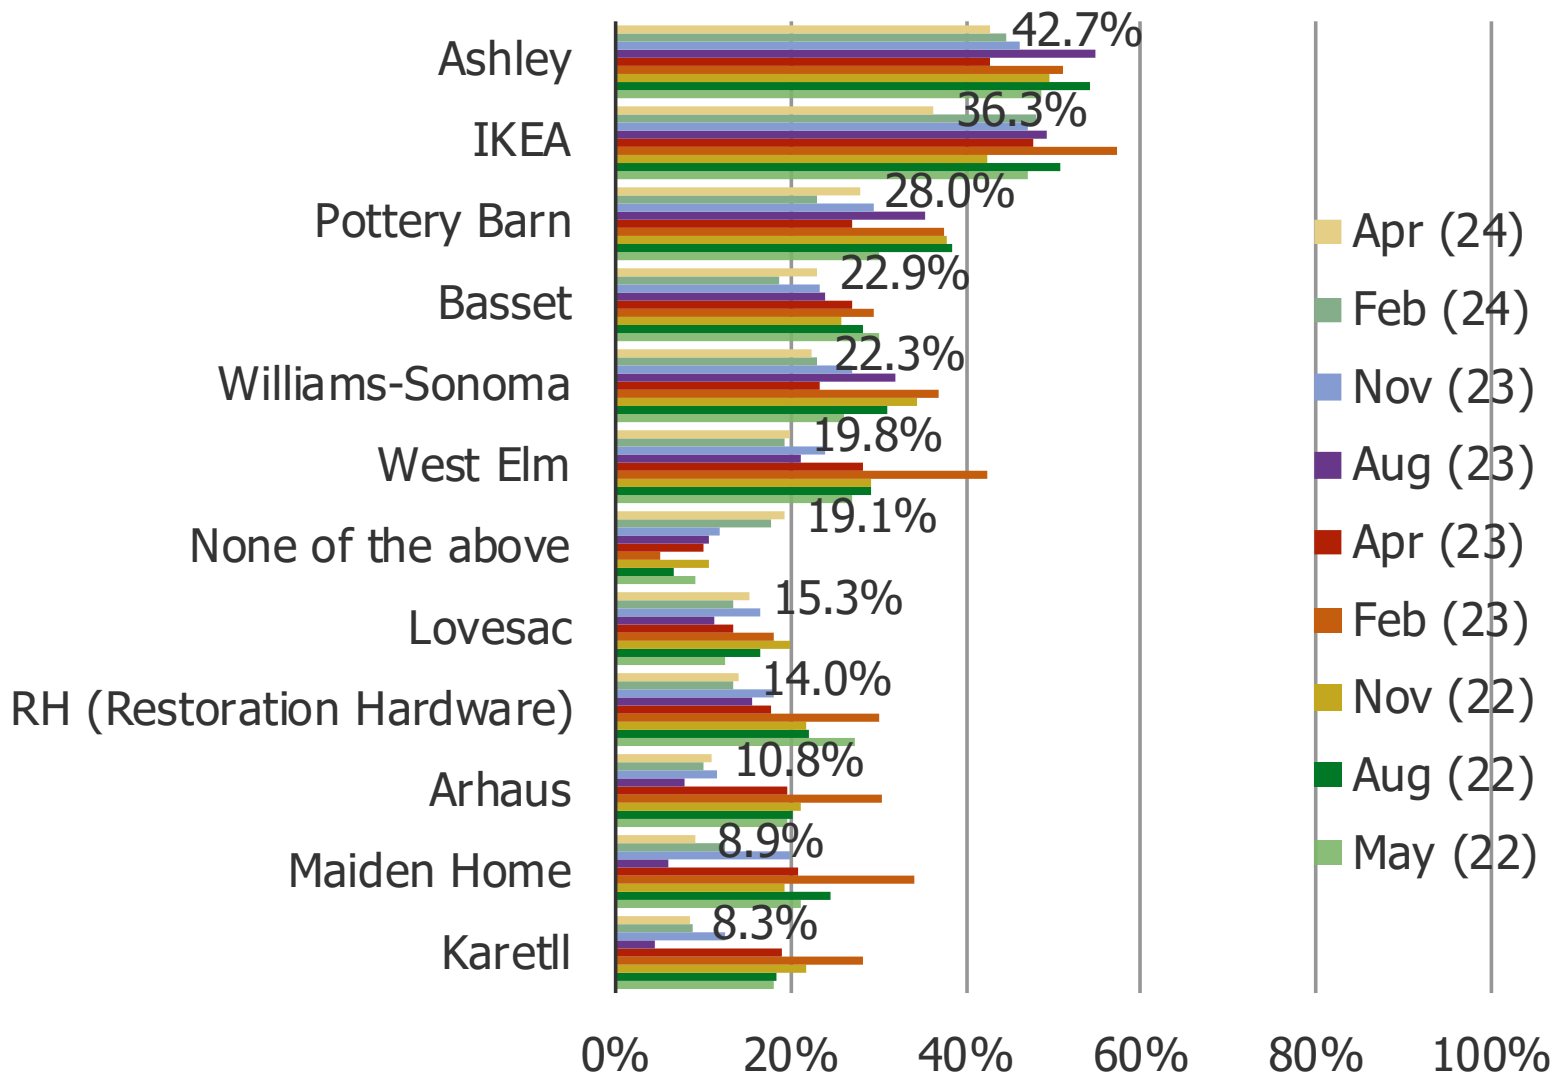 Ashley 42.7%
IKEA 36.3%
Pottery Barn 28.0%
Basset 22.9%
Williams-Sonoma 22.3%
West Elm 19.8%
None of the above 19.1%
Lovesac 15.3%
RH (Restoration Hardware) 14.0%
Arhaus 10.8%
Maiden Home 8.9%
Karetll 8.3%
0% 20% 40% 60% 80% 100%
Apr (24)
Feb (24)
Nov (23)
Aug (23)
Apr (23)
Feb (23)
Nov (22)
Aug (22)
May (22)